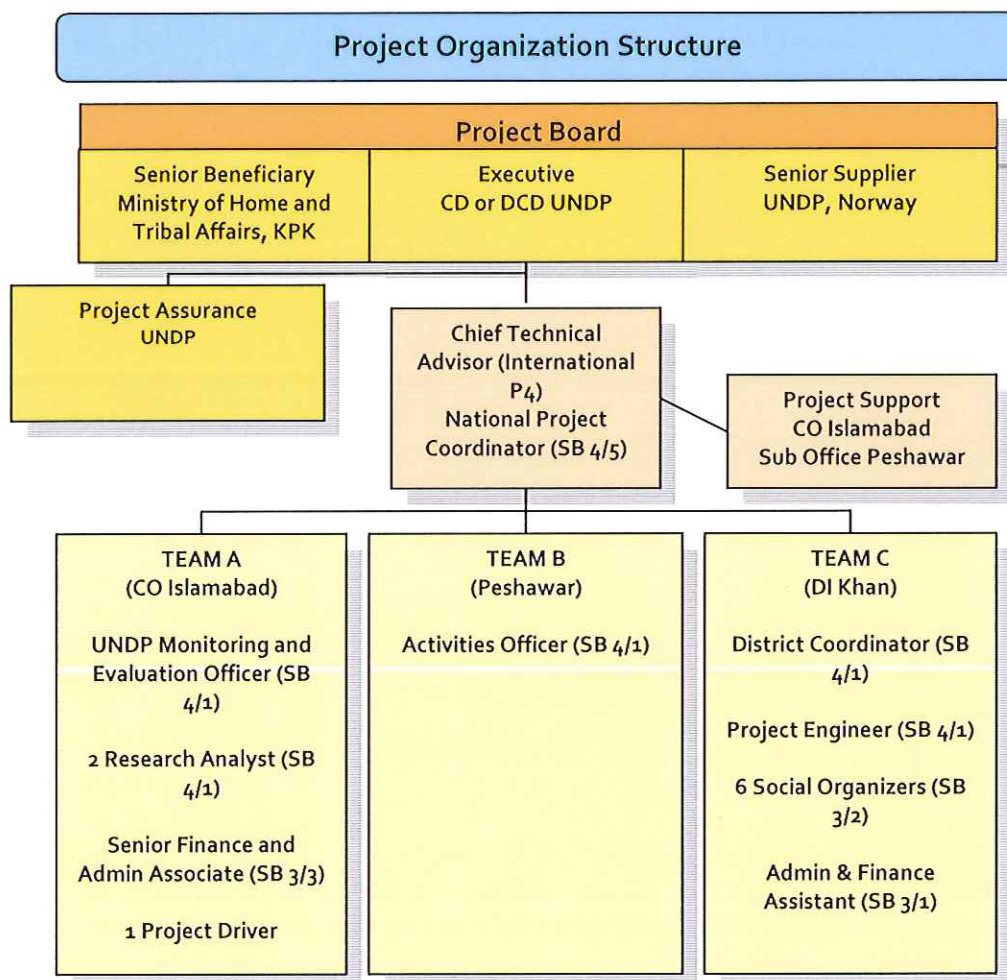 Project Organization Structure
Project Board
Senior Beneficiary
Ministry of Home and
Tribal Affairs, KPK
Executive
CD or DCD UNDP
Senior Supplier
UNDP, Norway
Project Assurance
UNDP
Chief Technical
Advisor (International
P4)
National Project
Coordinator (SB 4/5)
Project Support
CO Islamabad
Sub Office Peshawar
TEAM A
(CO Islamabad)
UNDP Monitoring and
Evaluation Officer (SB
4/1)
2 Research Analyst (SB
4/1)
Senior Finance and
Admin Associate (SB 3/3)
1 Project Driver
TEAM B
(Peshawar)
Activities Officer (SB 4/1)
TEAM C
(DI Khan)
District Coordinator (SB
4/1)
Project Engineer (SB 4/1)
6 Social Organizers (SB
3/2)
Admin & Finance
Assistant (SB 3/1)